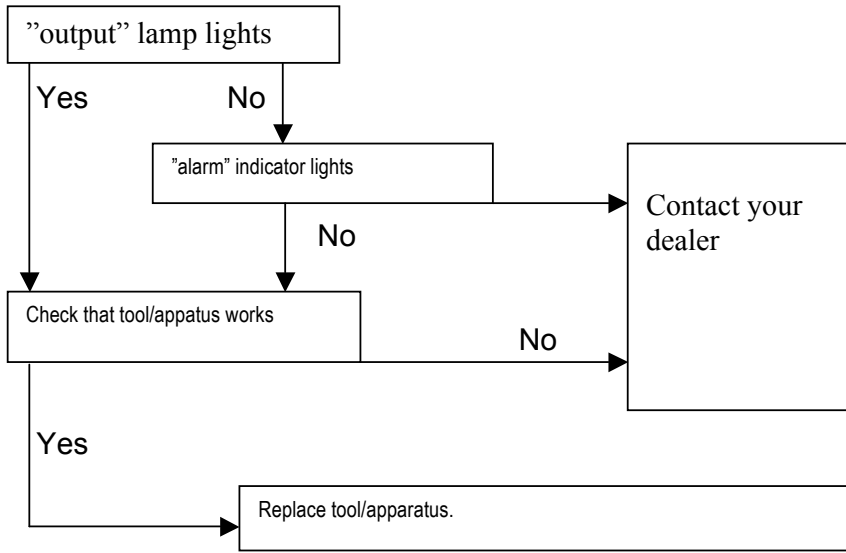 ”output” lamp lights
Yes
No
”alarm” indicator lights
Contact your
dealer
No
Check that tool/appatus works
No
Yes
Replace tool/apparatus.